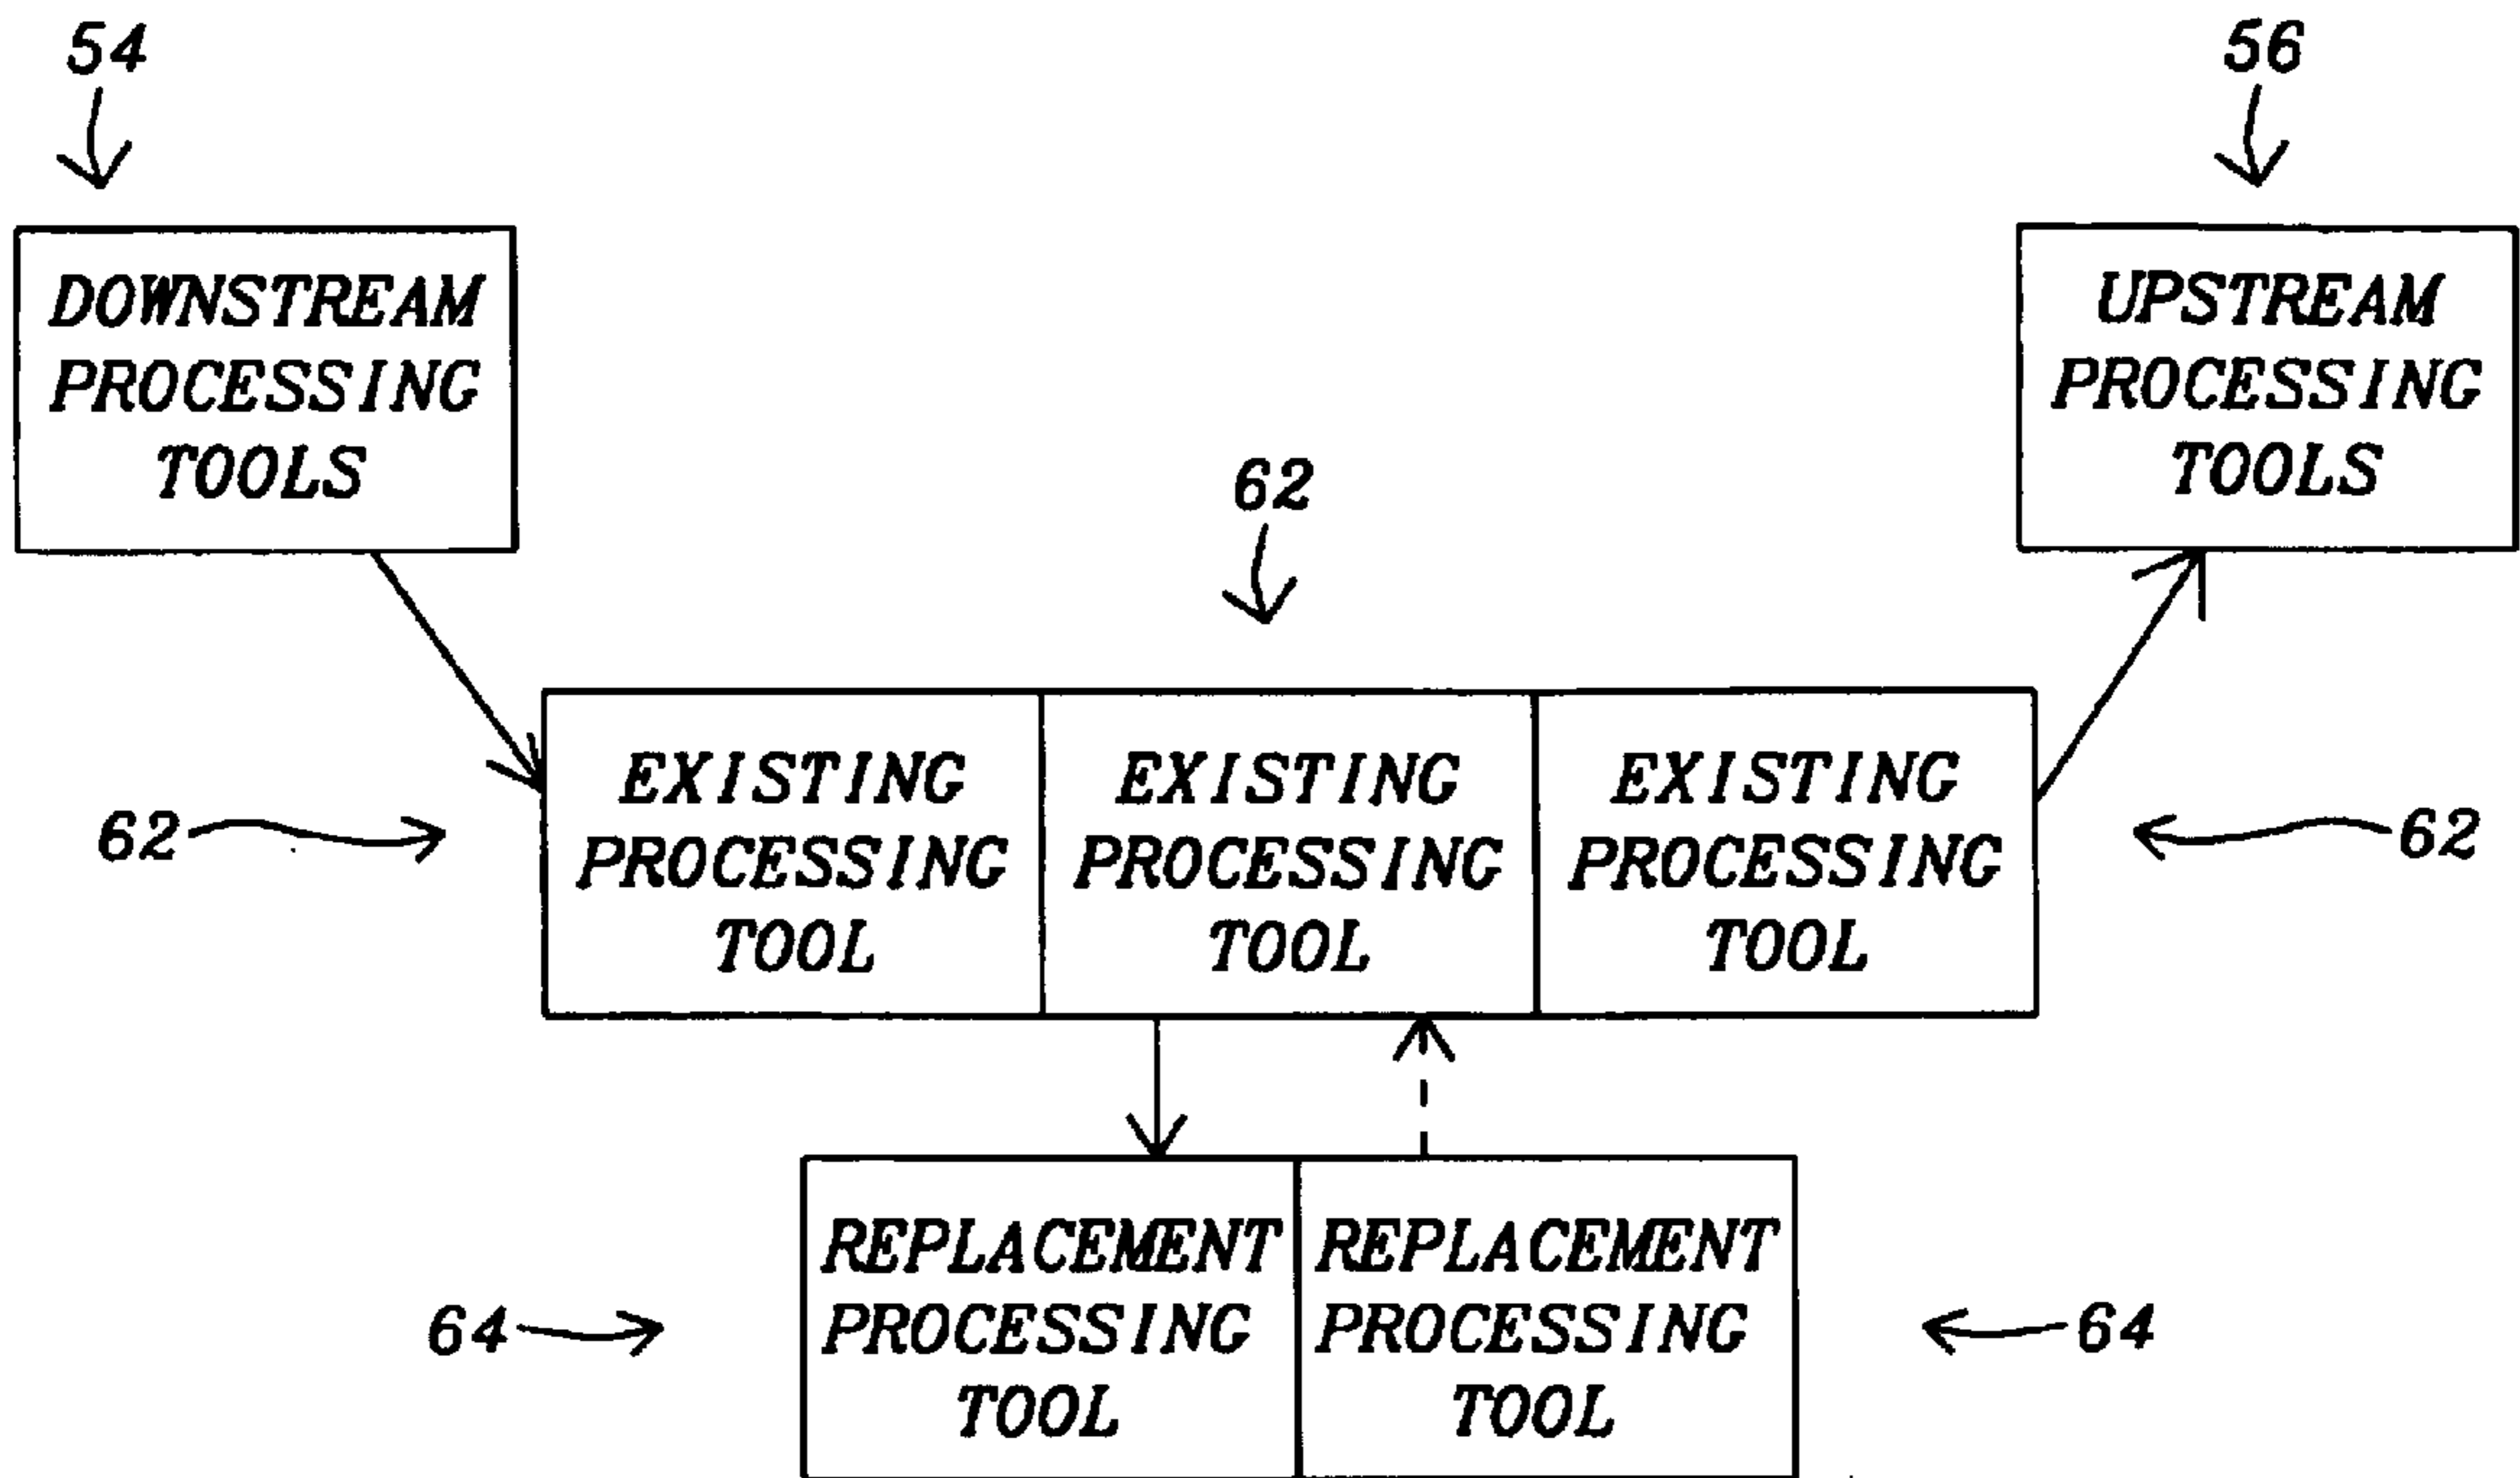 54
56
DOWNSTREAM
PROCESSING
TOOLS
UPSTREAM
PROCESSING
TOOLS
62
62
EXISTING
PROCESSING
TOOL
EXISTING
PROCESSING
TOOL
EXISTING
PROCESSING
TOOL
62
64
REPLACEMENT
PROCESSING
TOOL
REPLACEMENT
PROCESSING
TOOL
64